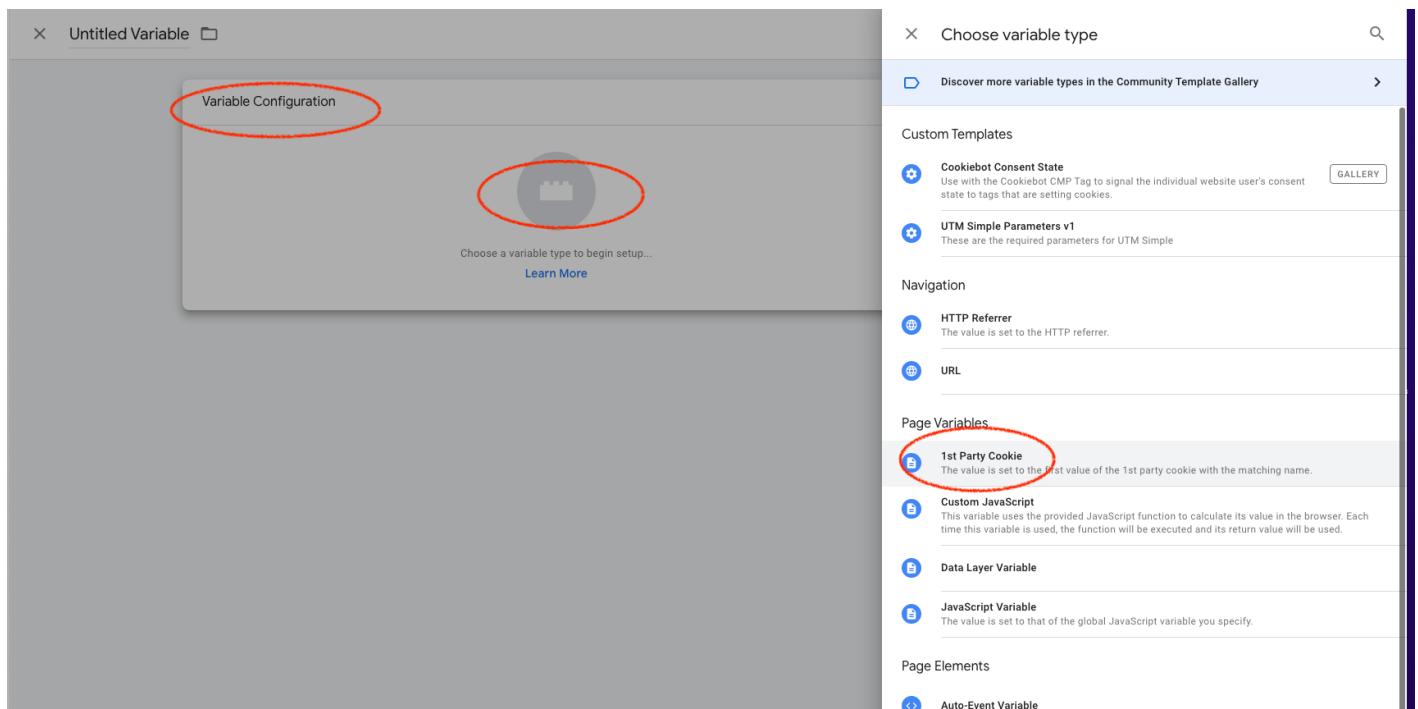 Untitled Variable
Variable Configuration
Choose a variable type to begin setup...
Learn More
Choose variable type
Discover more variable types in the Community Template Gallery
Custom Templates
Cookiebot Consent State
Use with the Cookiebot CMP Tag to signal the individual website user's consent
state to tags that are setting cookies.
GALLERY
UTM Simple Parameters v1
These are the required parameters for UTM Simple
Navigation
HTTP Referrer
The value is set to the HTTP referrer.
URL
Page Variables
1st Party Cookie
The value is set to the first value of the 1st party cookie with the matching name.
Custom JavaScript
This variable uses the provided JavaScript function to calculate its value in the browser. Each
time this variable is used, the function will be executed and its return value will be used.
Data Layer Variable
JavaScript Variable
The value is set to that of the global JavaScript variable you specify.
Page Elements
Auto-Event Variable